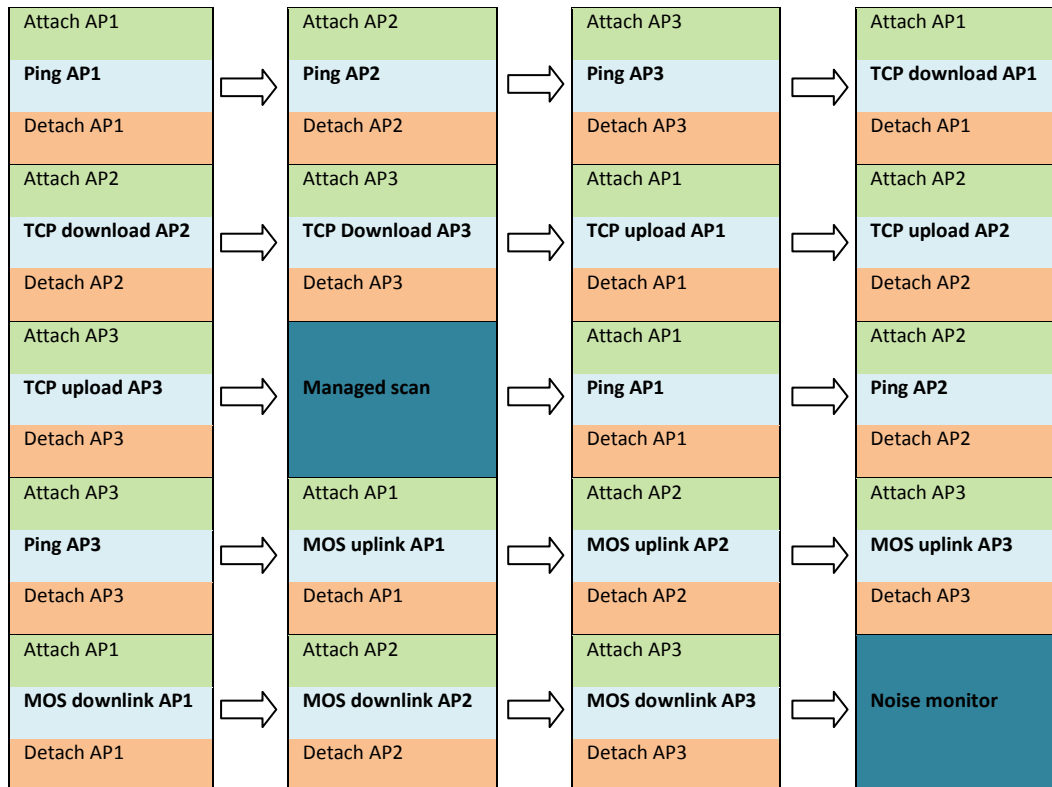 Attach AP1
Ping AP1
Detach AP1
Attach AP2
Ping AP2
Detach AP2
Attach AP3
Ping AP3
Detach AP3
Attach AP1
TCP download AP1
Detach AP1
Attach AP2
TCP download AP2
Detach AP2
Attach AP3
TCP Download AP3
Detach AP3
Attach AP1
TCP upload AP1
Detach AP1
Attach AP2
TCP upload AP2
Detach AP2
Attach AP3
TCP upload AP3
Detach AP3
Managed scan
Attach AP1
Ping AP1
Detach AP1
Attach AP2
Ping AP2
Detach AP2
Attach AP3
Ping AP3
Detach AP3
Attach AP1
MOS uplink AP1
Detach AP1
Attach AP2
MOS uplink AP2
Detach AP2
Attach AP3
MOS uplink AP3
Detach AP3
Attach AP1
MOS downlink AP1
Detach AP1
Attach AP2
MOS downlink AP2
Detach AP2
Attach AP3
MOS downlink AP3
Detach AP3
Noise monitor